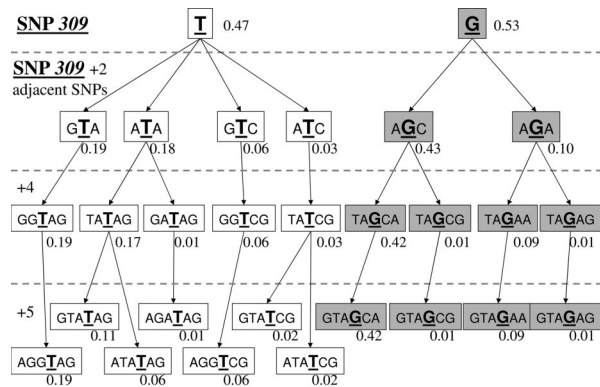 SNP 309 T 0.47 G 0.53
SNP 309 +2
adjacent SNPs
GTA ATA GTC ATC AGC AGA
0.19 0.18 0.06 0.03 0.43 0.10
+4
GGTAG TATAG GATAG GGTCG TATCG TAGCA TAGCG TAGAA TAGAG
0.19 0.17 0.01 0.06 0.03 0.42 0.01 0.09 0.01
+5
GTATAG AGATAG GTATCG GTAGCA GTAGCG GTAGAA GTAGAG
0.11 0.01 0.02 0.42 0.01 0.09 0.01
AGGTAG ATATAG AGGTCG ATATCG
0.19 0.06 0.06 0.02